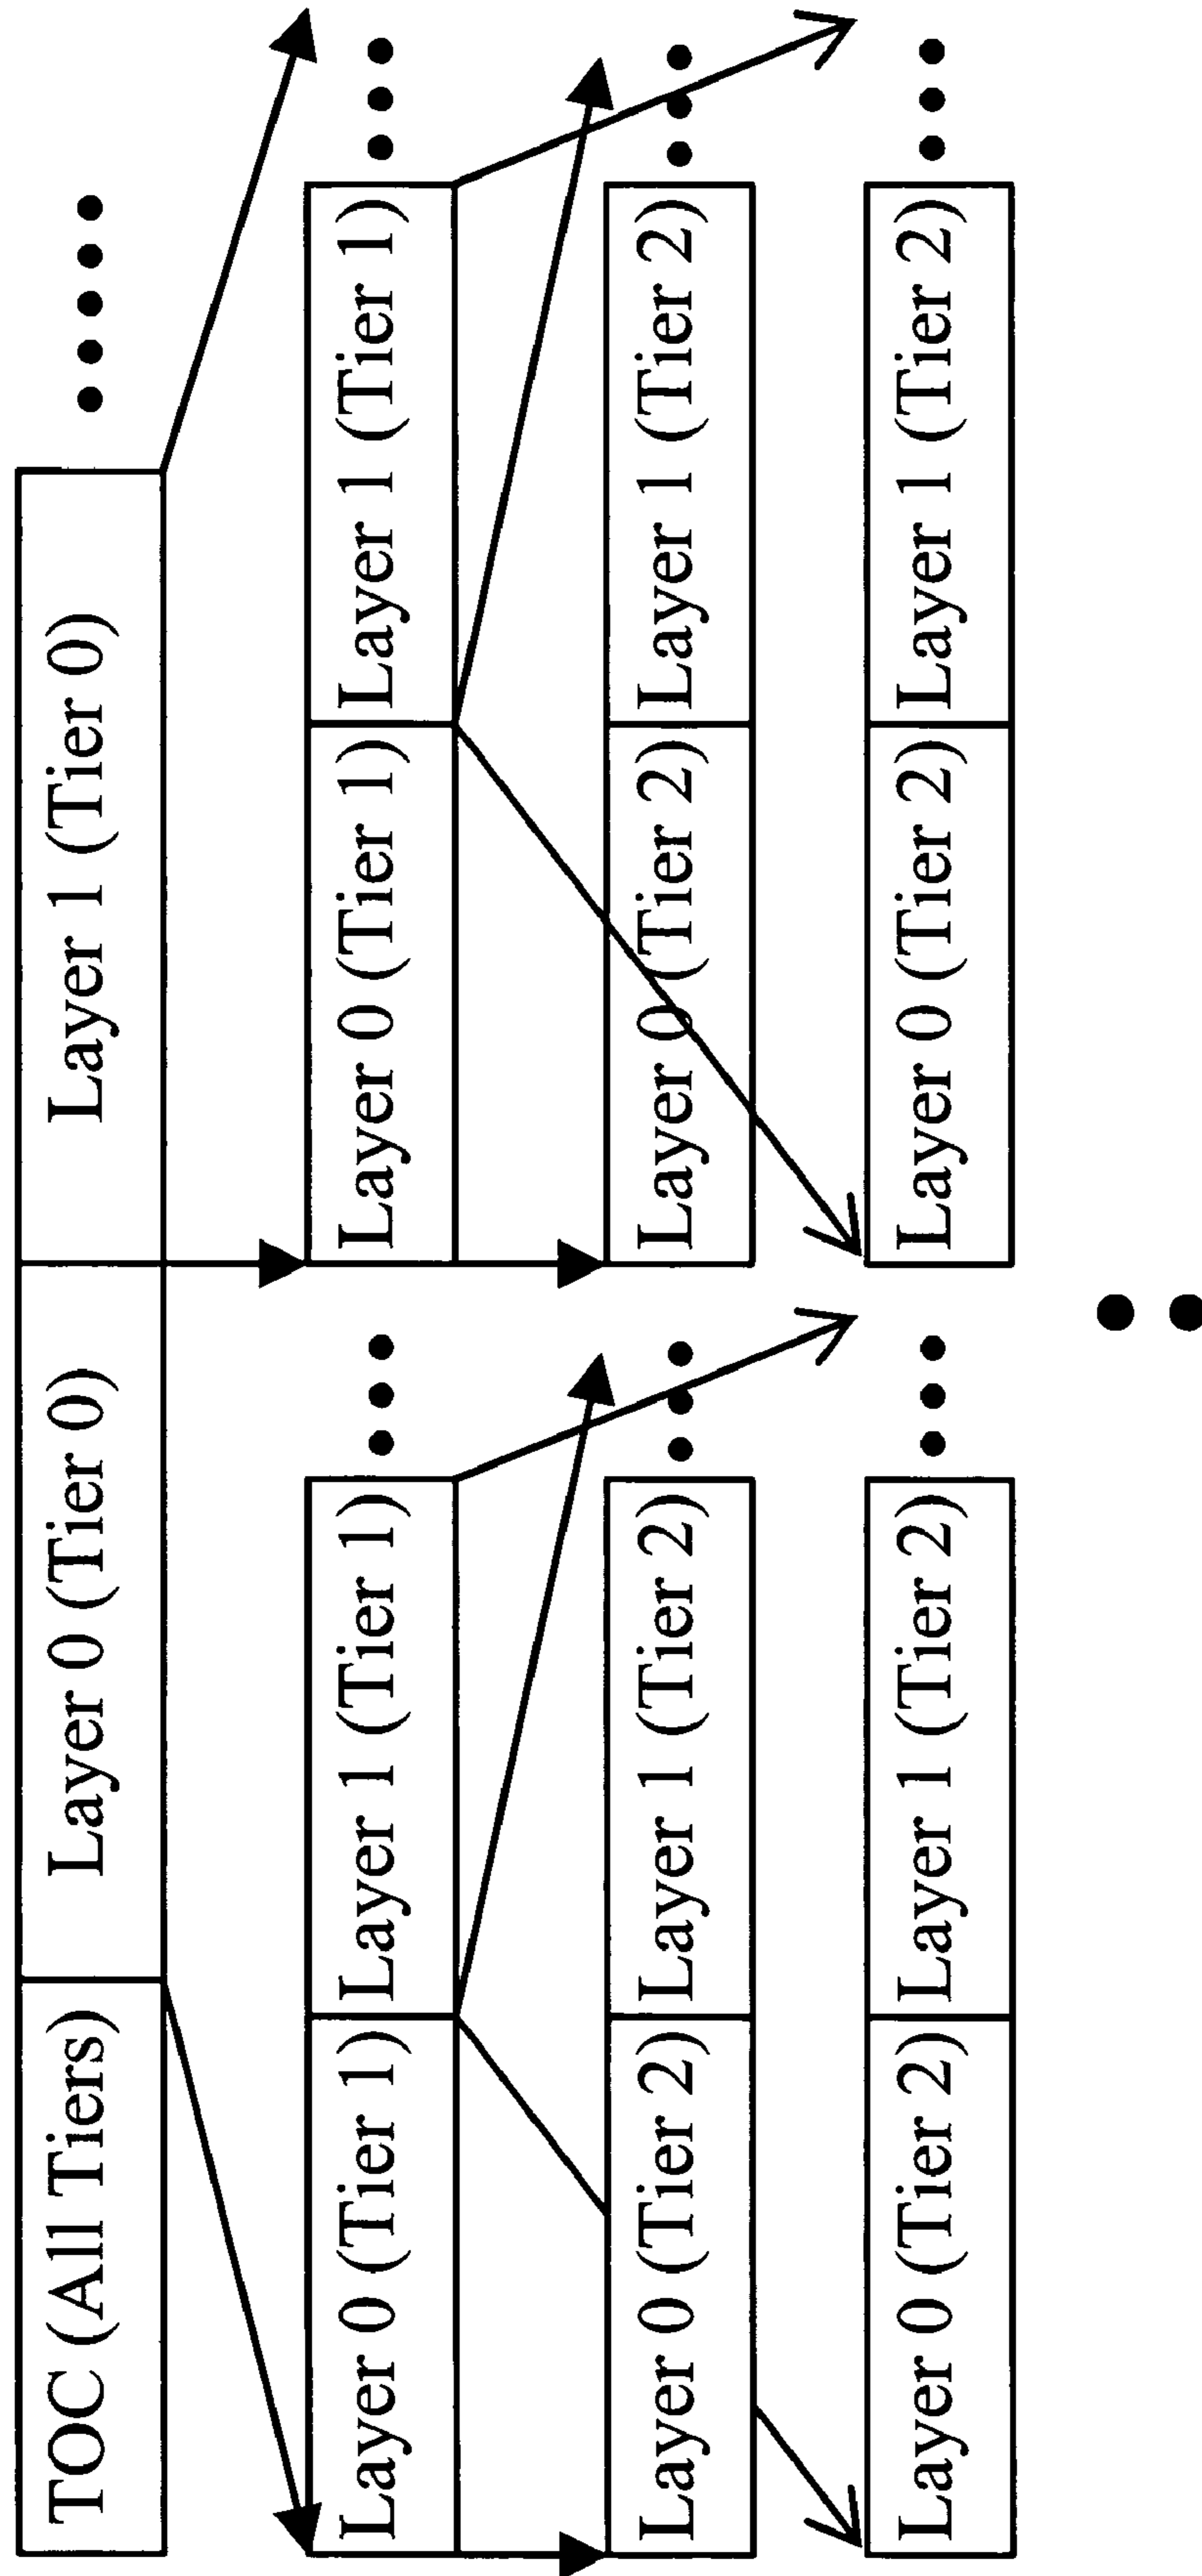 TOC (All Tiers) Layer 0 (Tier 0) Layer 1 (Tier 0)
Layer 0 (Tier 1) Layer 1 (Tier 1) Layer 0 (Tier 1) Layer 1 (Tier 1)
Layer 0 (Tier 2) Layer 1 (Tier 2) Layer 0 (Tier 2) Layer 1 (Tier 2)
Layer 0 (Tier 2) Layer 1 (Tier 2) Layer 0 (Tier 2) Layer 1 (Tier 2)